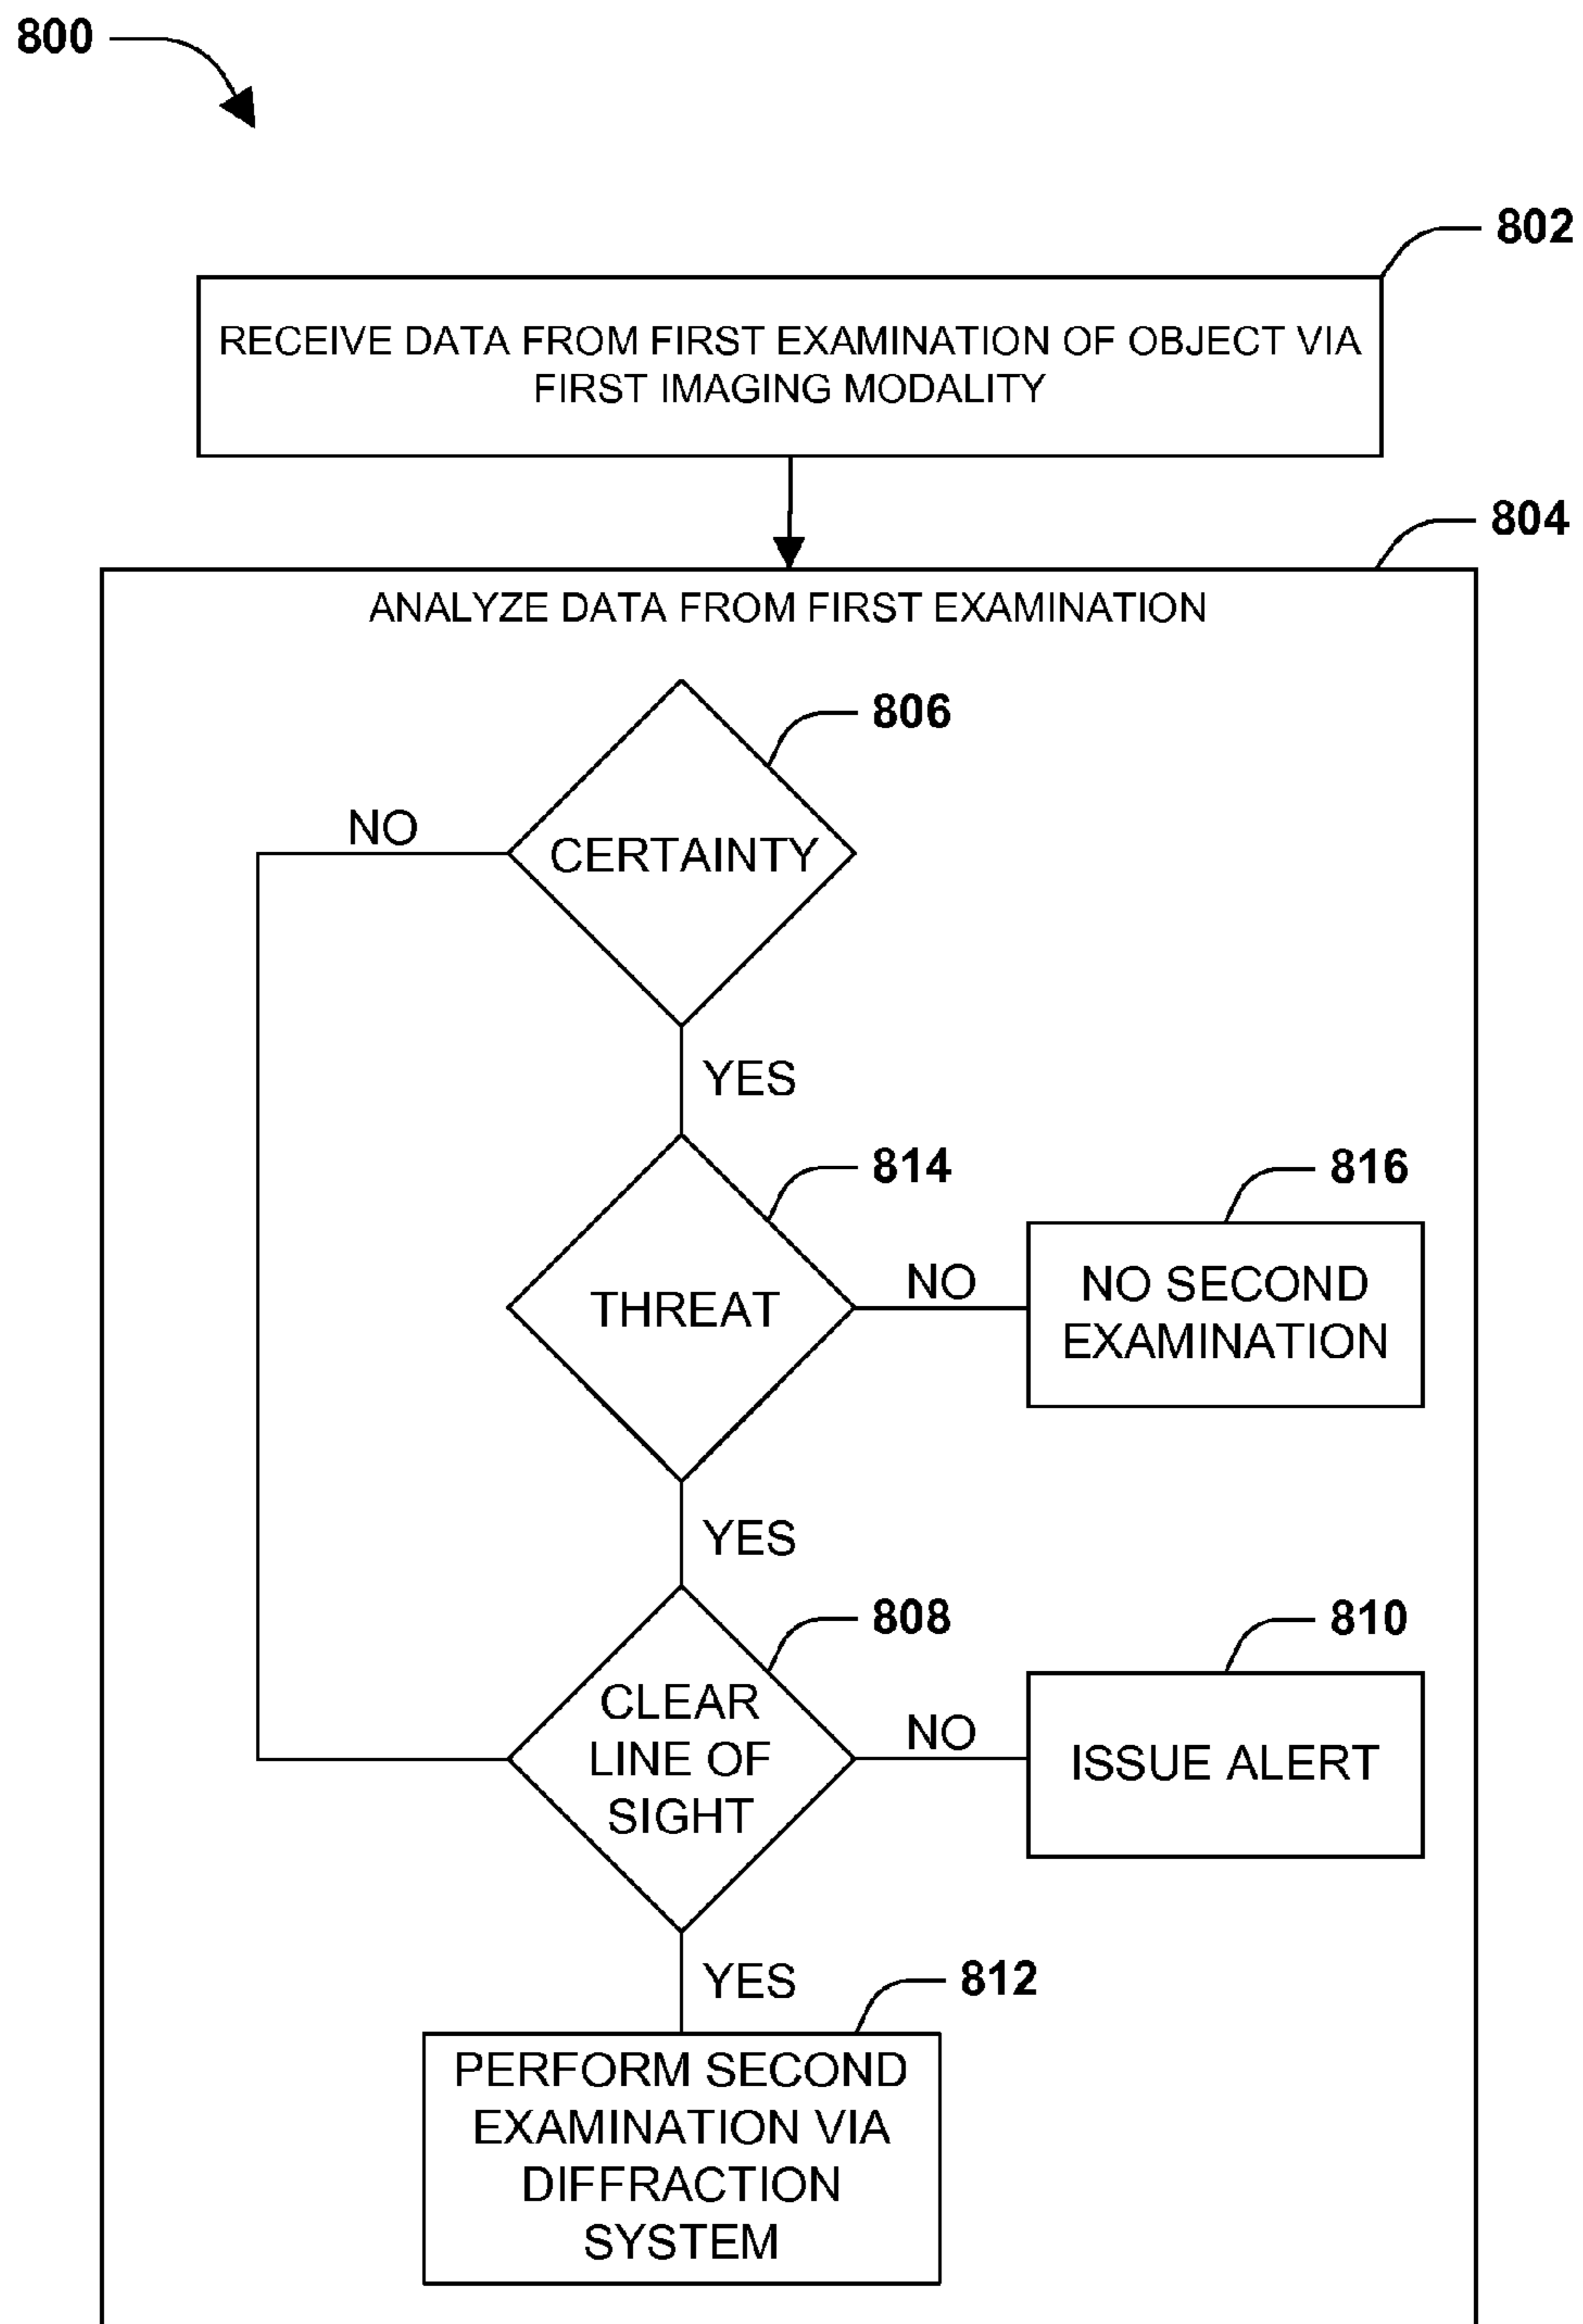 800
802
RECEIVE DATA FROM FIRST EXAMINATION OF OBJECT VIA
FIRST IMAGING MODALITY
804
ANALYZE DATA FROM FIRST EXAMINATION
806
NO
CERTAINTY
YES
814
816
THREAT
NO
NO SECOND
EXAMINATION
YES
808
810
CLEAR
LINE OF
SIGHT
NO
ISSUE ALERT
YES
812
PERFORM SECOND
EXAMINATION VIA
DIFFRACTION
SYSTEM